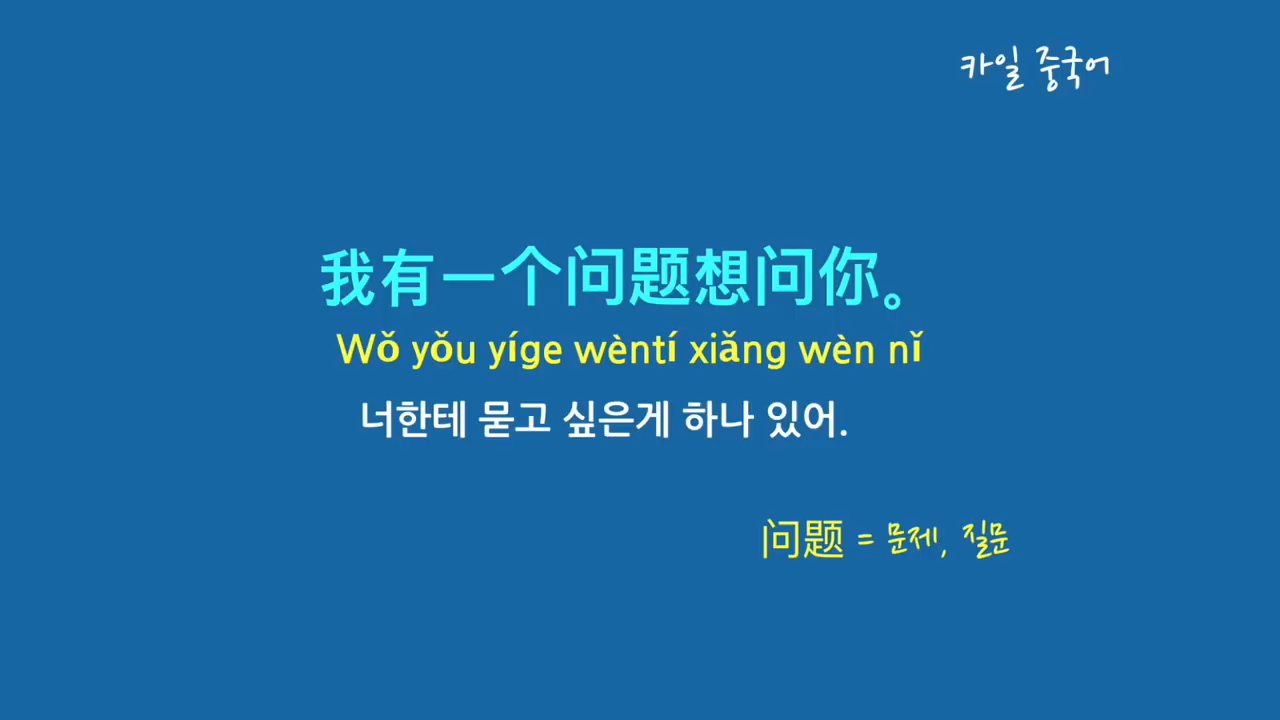 카일 중국어
我有一个问题想问你。
Wǒ yǒu yíge wèntí xiǎng wèn nǐ
너한테 묻고 싶은게 하나 있어.
问题 = 문제, 질문